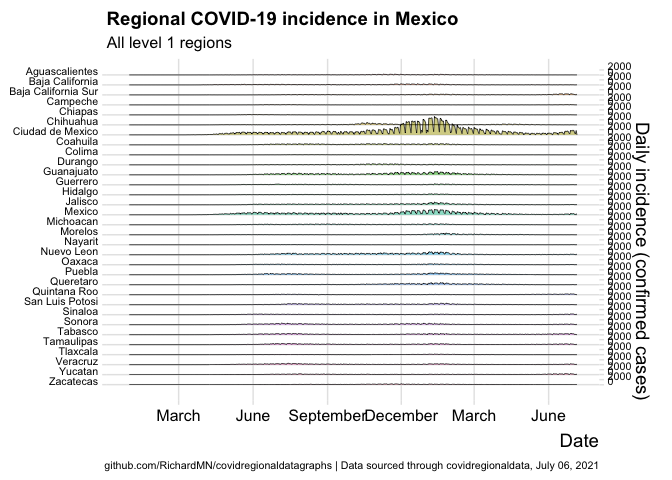 Regional COVID-19 incidence in Mexico
All level 1 regions
Aguascalientes
Baja California
Baja California Sur
Campeche
Chiapas
Chihuahua
Ciudad de Mexico
Coahuila
Colima
Durango
Guanajuato
Guerrero
Hidalgo
Jalisco
Mexico
Michoacan
Morelos
Nayarit
Nuevo Leon
Oaxaca
Puebla
Queretaro
Quintana Roo
San Luis Potosi
Sinaloa
Sonora
Tabasco
Tamaulipas
Tlaxcala
Veracruz
Yucatan
Zacatecas
2000
0
Daily incidence (confirmed cases)
March June September December March June
Date
github.com/RichardMN/covidregionaldatagraphs | Data sourced through covidregionaldata, July 06, 2021